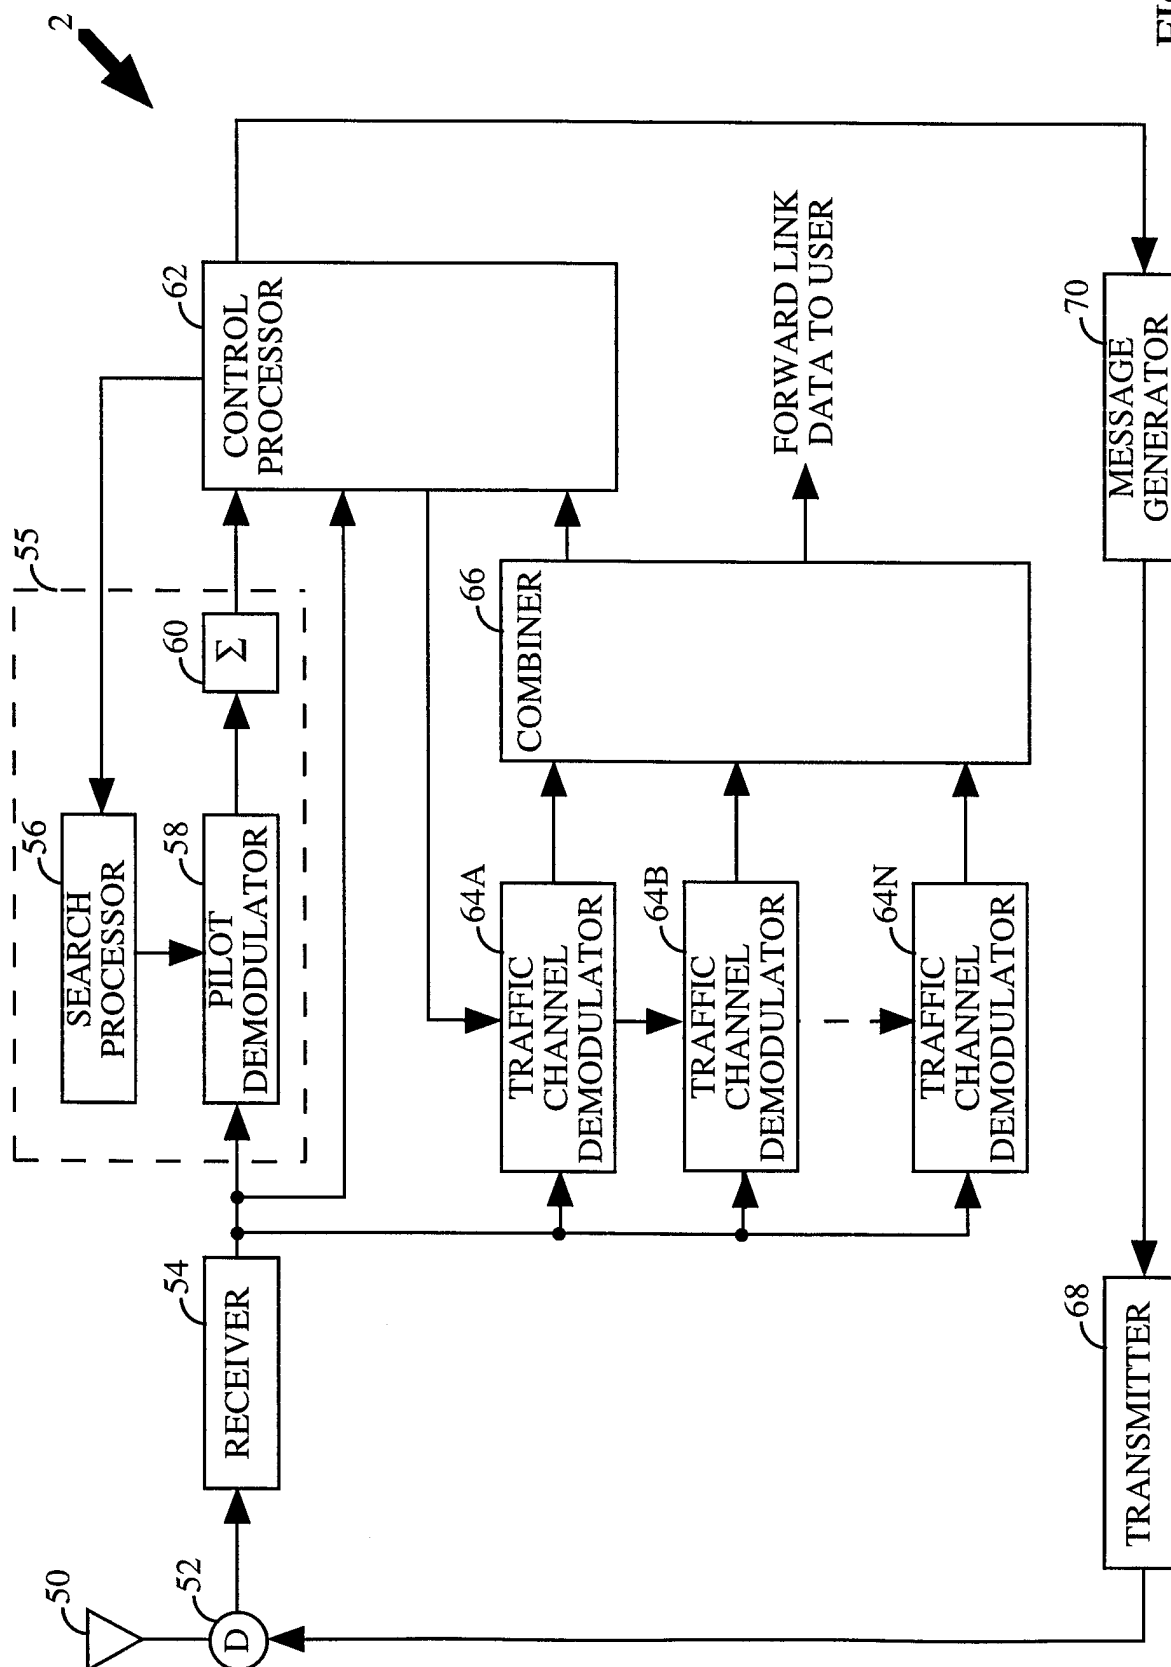 2
50
D
52
RECEIVER
54
55
SEARCH
PROCESSOR
56
PILOT
DEMODULATOR
58
Σ
60
CONTROL
PROCESSOR
62
TRAFFIC
CHANNEL
DEMODULATOR
64A
TRAFFIC
CHANNEL
DEMODULATOR
64B
TRAFFIC
CHANNEL
DEMODULATOR
64N
COMBINER
66
FORWARD LINK
DATA TO USER
TRANSMITTER
68
MESSAGE
GENERATOR
70